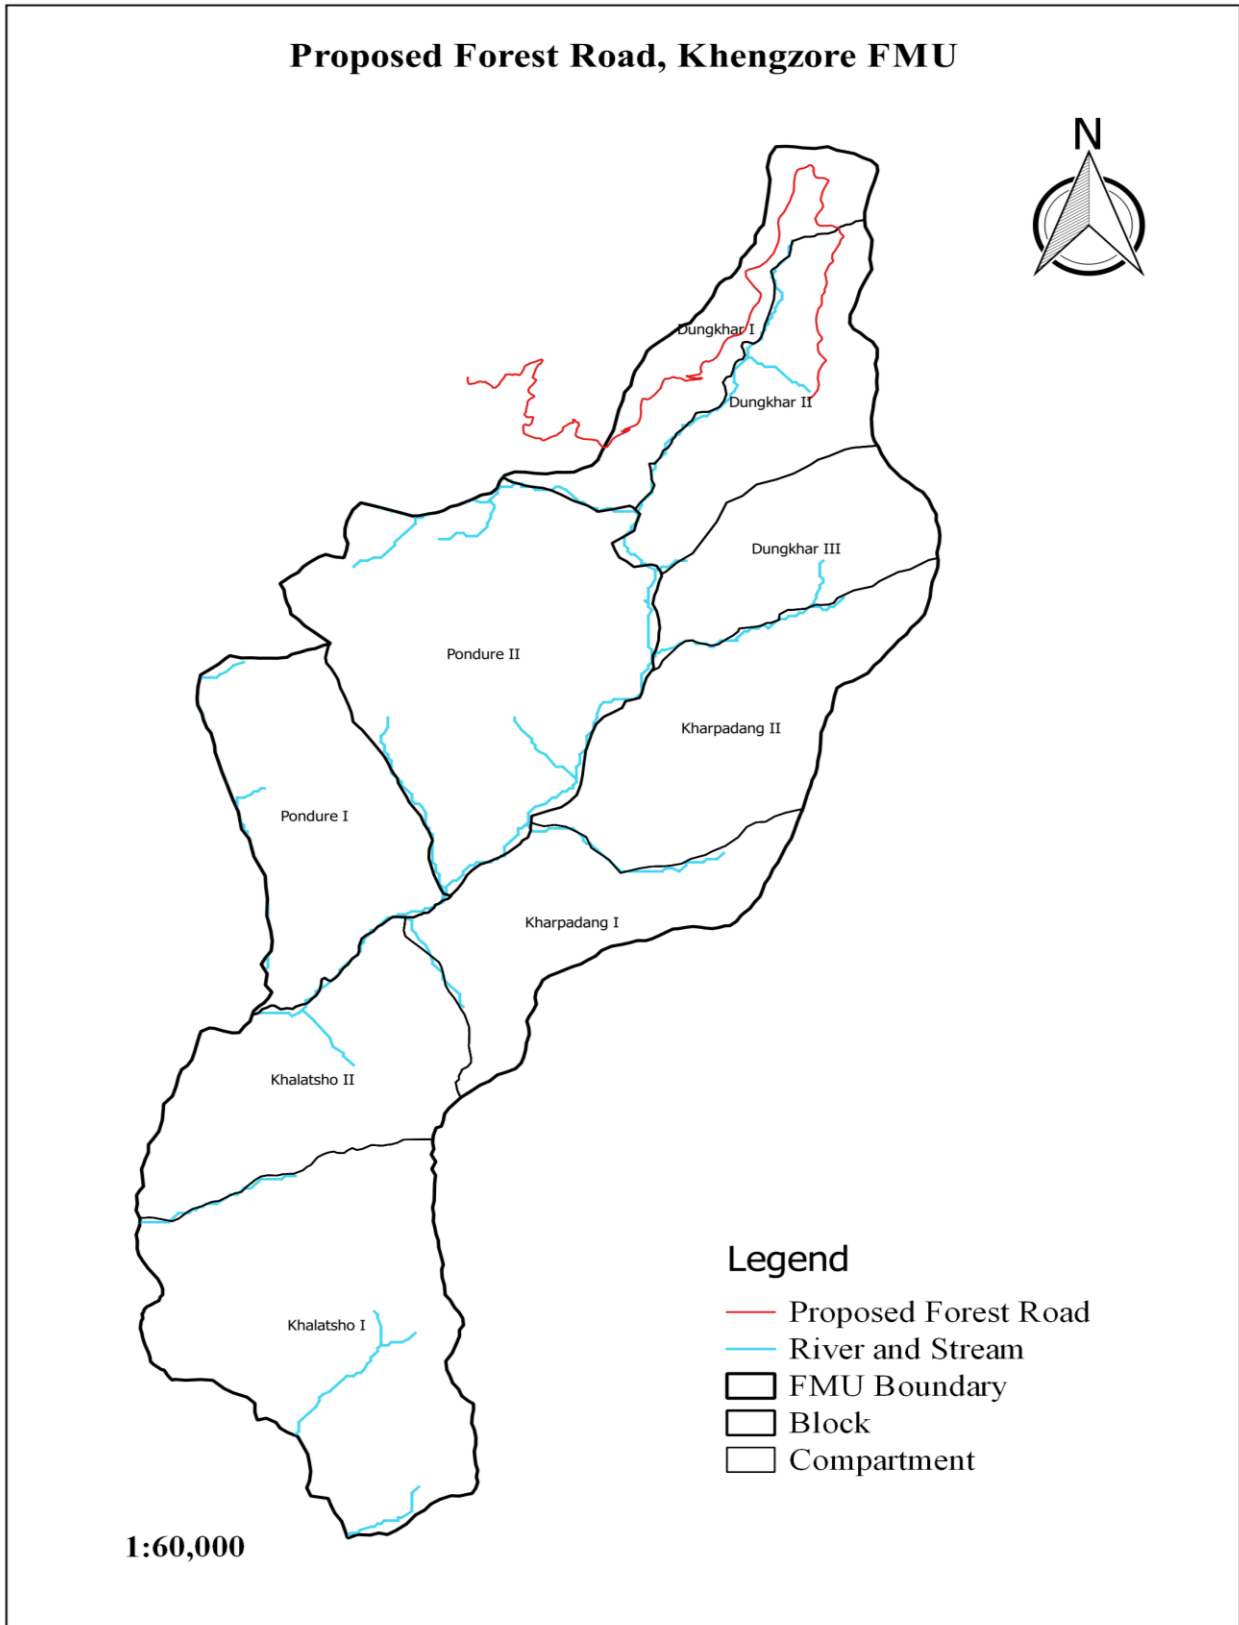 Proposed Forest Road, Khengzore FMU
N
Dungkhar I
Dungkhar II
Dungkhar III
Pondure II
Kharpadang II
Pondure I
Kharpadang I
Khalatsho II
Khalatsho I
Legend
Proposed Forest Road
River and Stream
FMU Boundary
Block
Compartment
1:60,000